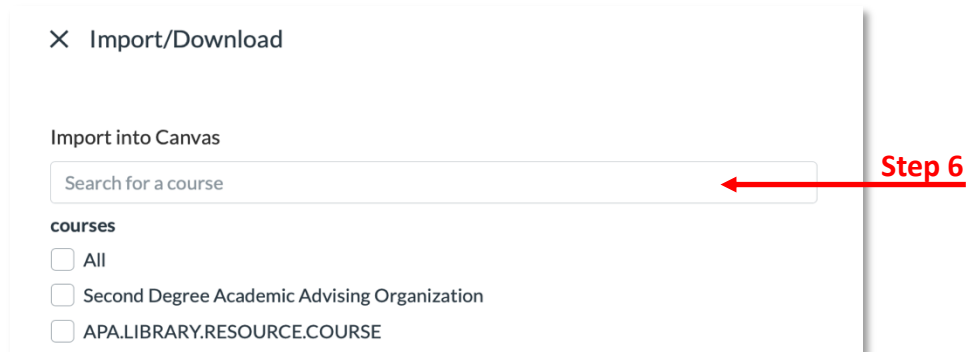 Import/Download
Import into Canvas
Search for a course
Step 6
courses
All
Second Degree Academic Advising Organization
APA.LIBRARY.RESOURCE.COURSE